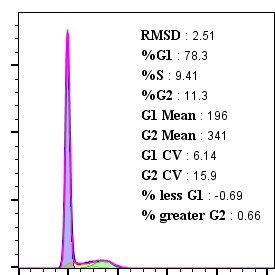 RMSD : 2.51
%G1 : 78.3
%S : 9.41
%G2 : 11.3
G1 Mean : 196
G2 Mean : 341
G1 CV : 6.14
G2 CV : 15.9
% less G1 : -0.69
% greater G2 : 0.66